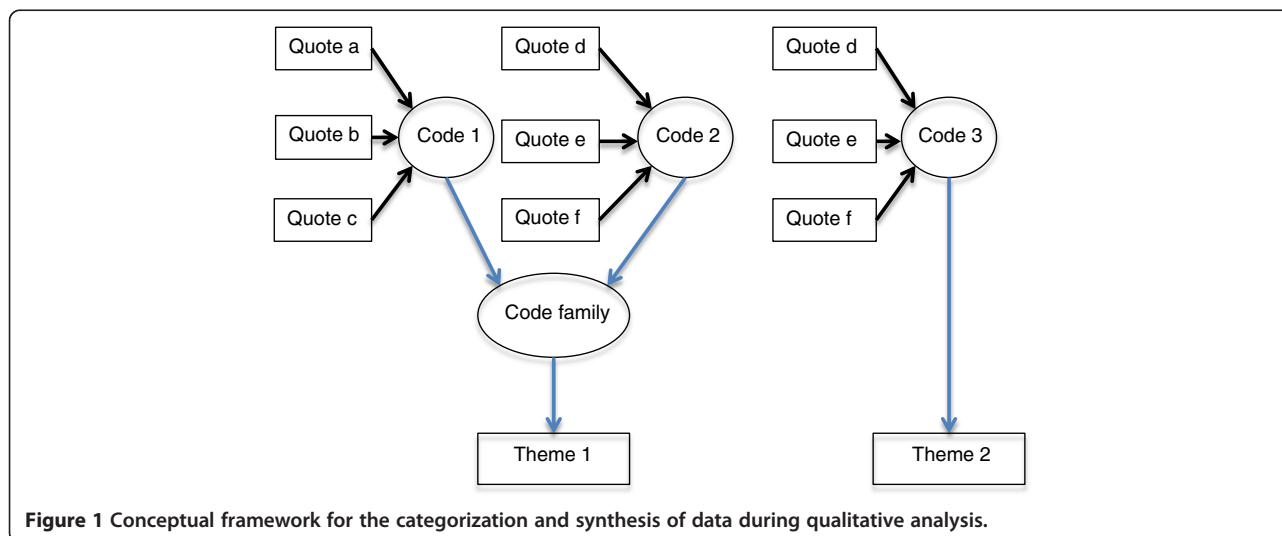 Quote a
Quote d
Quote d
Quote b
Code 1
Quote e
Code 2
Quote e
Code 3
Quote c
Quote f
Quote f
Code family
Theme 1
Theme 2
Figure 1 Conceptual framework for the categorization and synthesis of data during qualitative analysis.